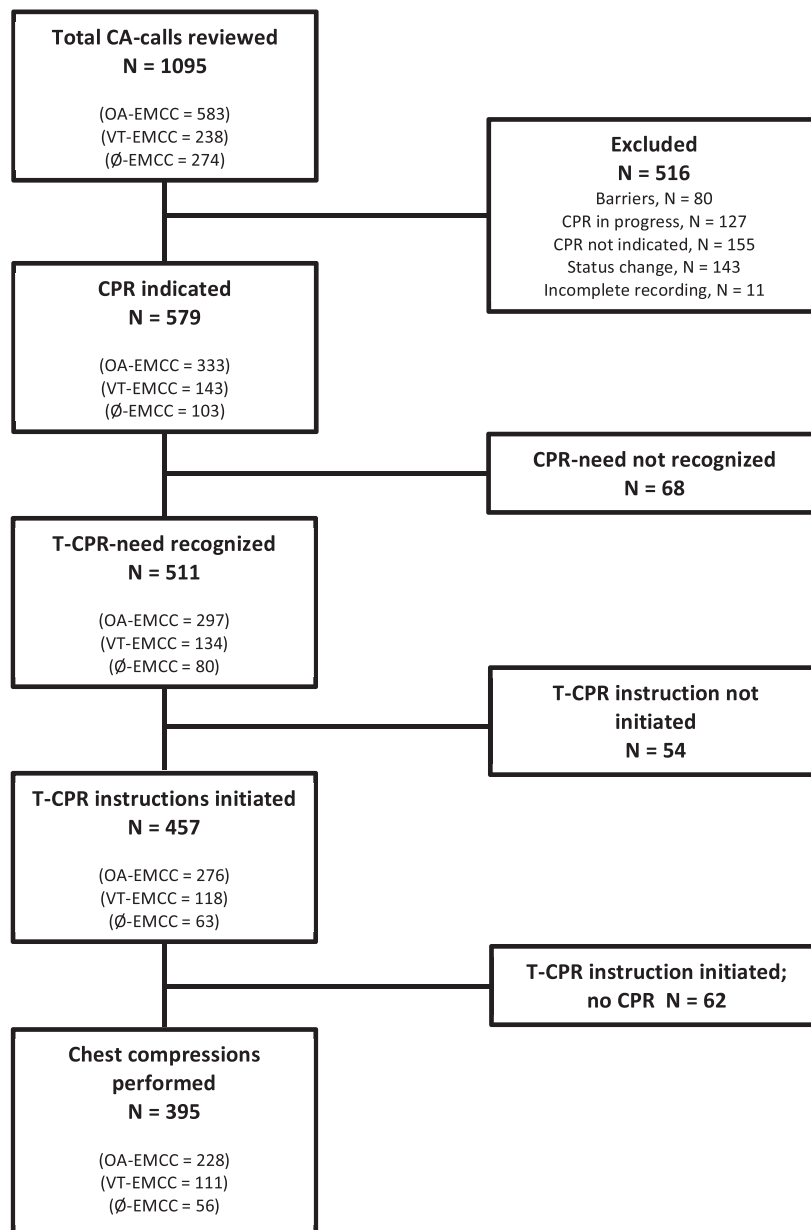 Total CA-calls reviewed
N = 1095
(OA-EMCC = 583)
(VT-EMCC = 238)
(Ø-EMCC = 274)
Excluded
N = 516
Barriers, N = 80
CPR in progress, N = 127
CPR not indicated, N = 155
Status change, N = 143
Incomplete recording, N = 11
CPR indicated
N = 579
(OA-EMCC = 333)
(VT-EMCC = 143)
(Ø-EMCC = 103)
CPR-need not recognized
N = 68
T-CPR-need recognized
N = 511
(OA-EMCC = 297)
(VT-EMCC = 134)
(Ø-EMCC = 80)
T-CPR instruction not
initiated
N = 54
T-CPR instructions initiated
N = 457
(OA-EMCC = 276)
(VT-EMCC = 118)
(Ø-EMCC = 63)
T-CPR instruction initiated;
no CPR  N = 62
Chest compressions
performed
N = 395
(OA-EMCC = 228)
(VT-EMCC = 111)
(Ø-EMCC = 56)